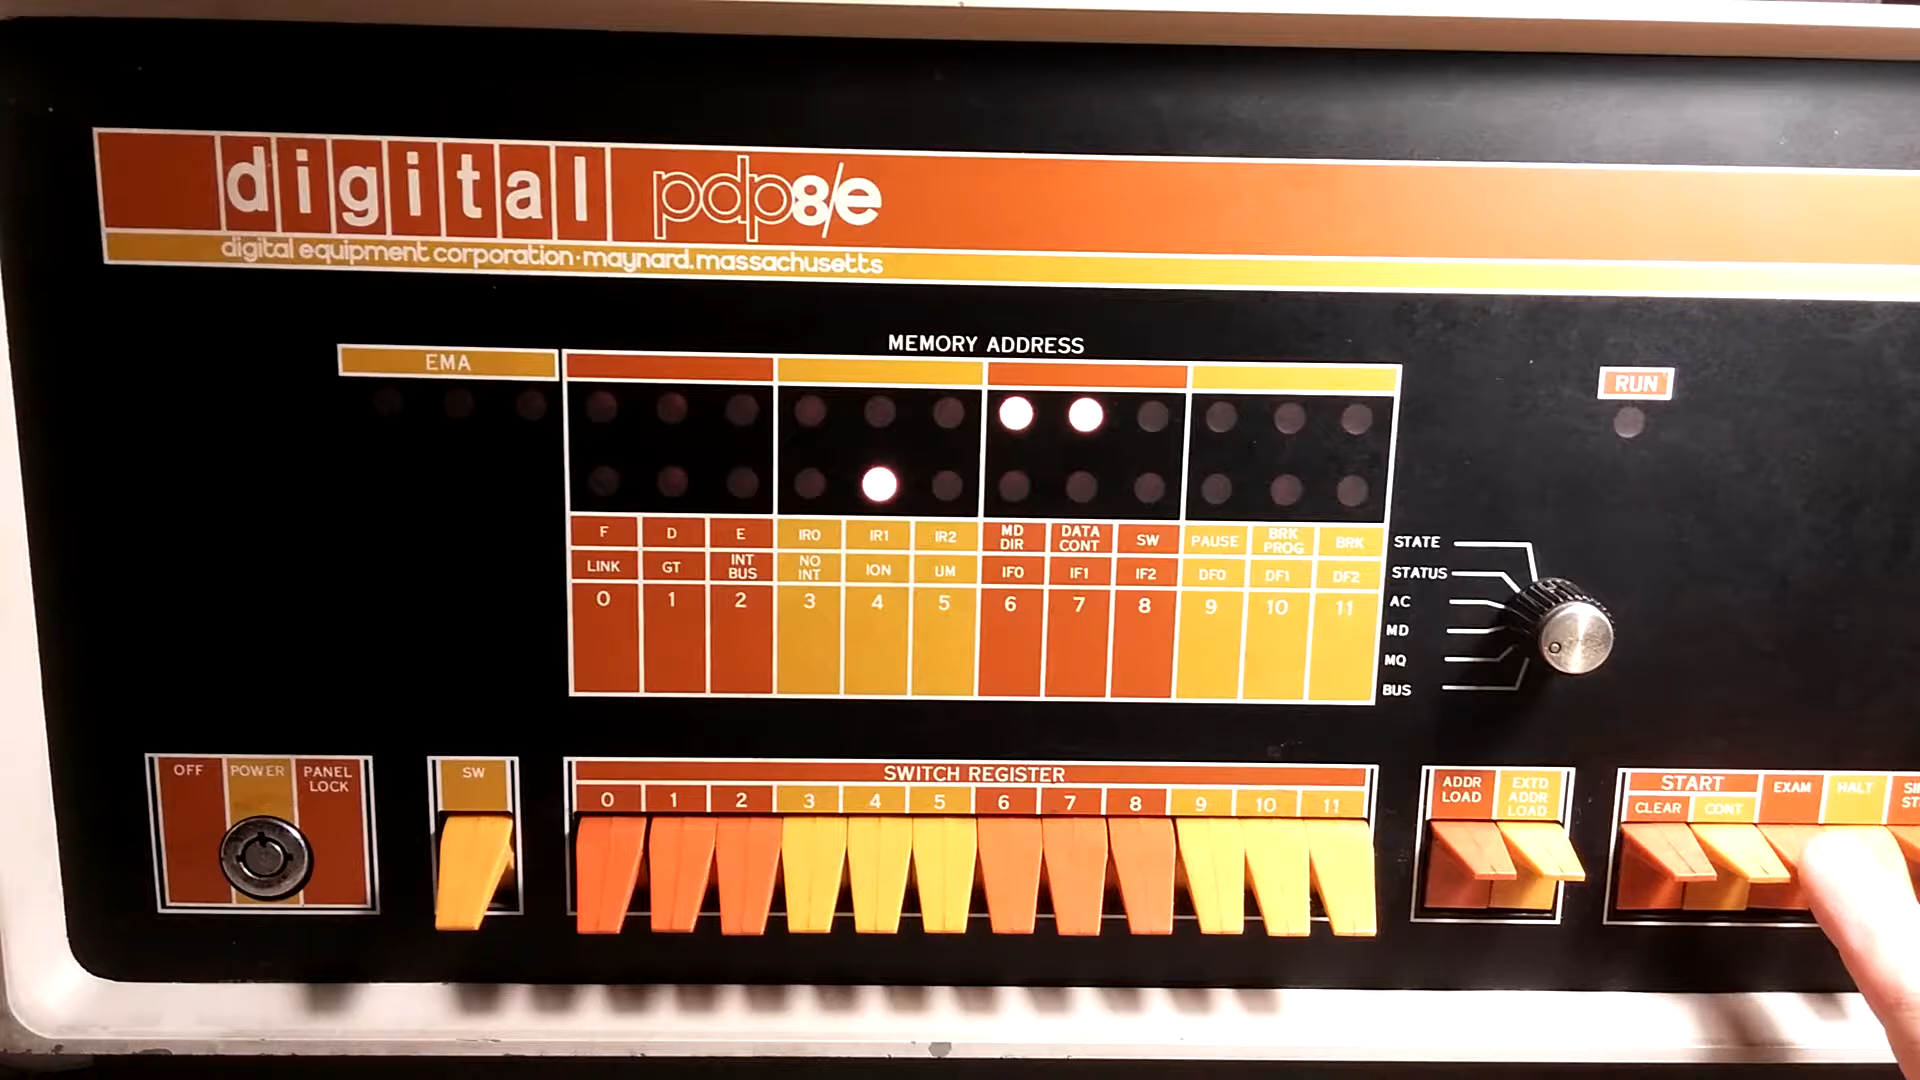 digital pdp8/e
digital equipment corporation·maynard, massachusetts
MEMORY ADDRESS
EMA
RUN
F D E IR0 IR1 IR2 MD DIR DATA CONT SW PAUSE BRK PROG BRK STATE
LINK GT INT BUS NO INT ION UM IF0 IF1 IF2 DF0 DF1 DF2 STATUS
0 1 2 3 4 5 6 7 8 9 10 11 AC
MD
MQ
BUS
OFF POWER PANEL LOCK
SW
SWITCH REGISTER
0 1 2 3 4 5 6 7 8 9 10 11
ADDR LOAD
EXTD ADDR LOAD
START
CLEAR CONT
EXAM
HALT